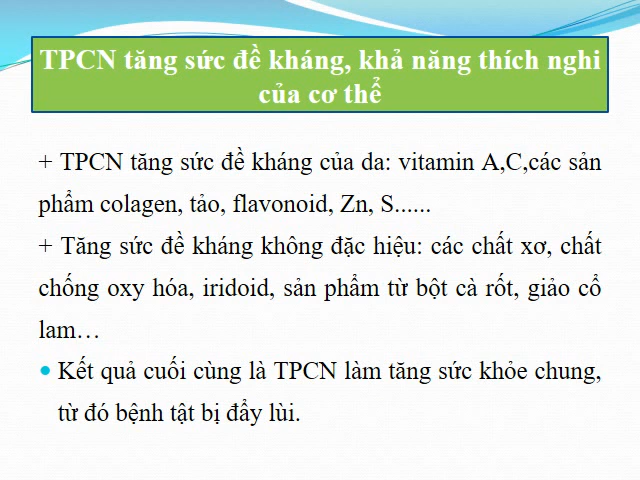 TPCN tăng sức đề kháng, khả năng thích nghi
của cơ thể
+ TPCN tăng sức đề kháng của da: vitamin A,C,các sản
phẩm colagen, tảo, flavonoid, Zn, S......
+ Tăng sức đề kháng không đặc hiệu: các chất xơ, chất
chống oxy hóa, iridoid, sản phẩm từ bột cà rốt, giảo cổ
lam…
Kết quả cuối cùng là TPCN làm tăng sức khỏe chung,
từ đó bệnh tật bị đẩy lùi.